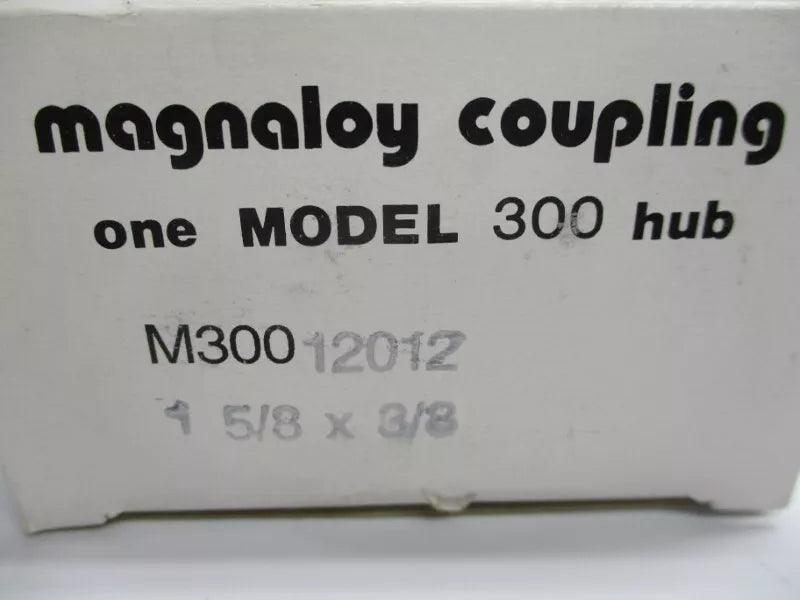 magnaloy coupling
one MODEL 300 hub
M300 12012
1 5/8 x 3/8